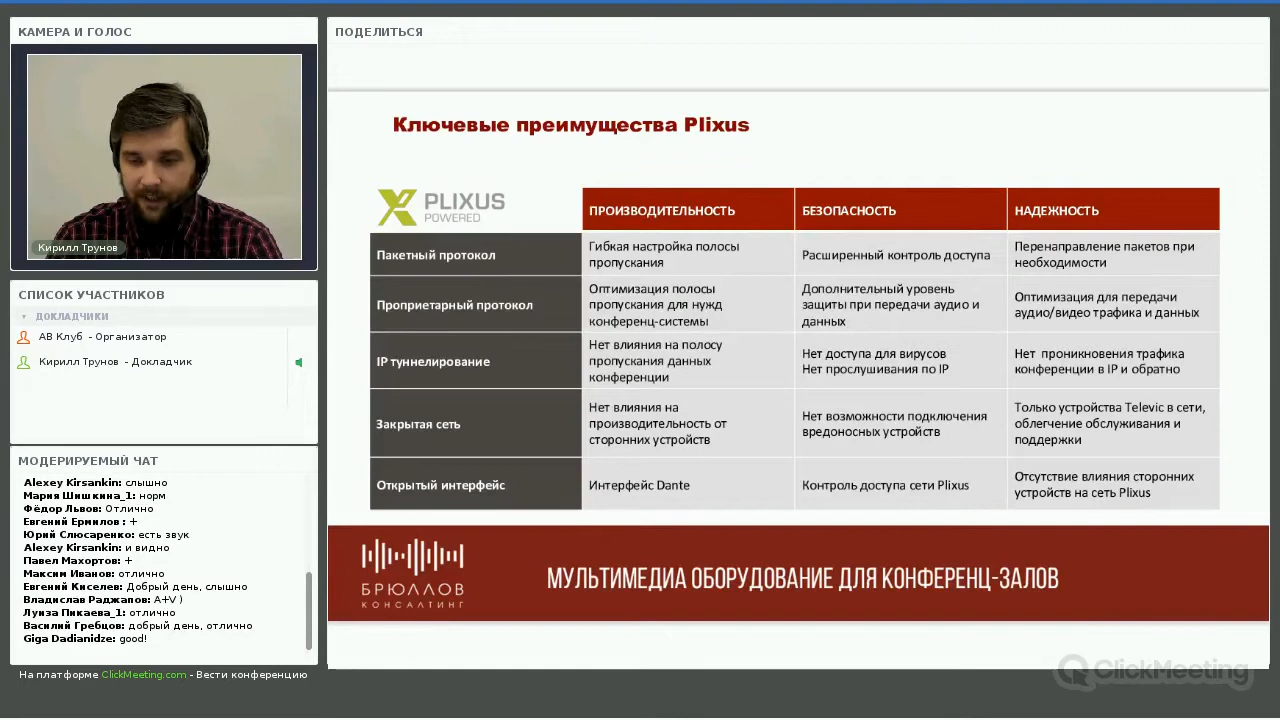 КАМЕРА И ГОЛОС
Кирилл Трунов
СПИСОК УЧАСТНИКОВ
ДОКЛАДЧИКИ
АВ Клуб - Организатор
Кирилл Трунов - Докладчик
МОДЕРИРУЕМЫЙ ЧАТ
Alexey Kirsankin: слышно
Мария Шишкина_1: норм
Фёдор Львов: Отлично
Евгений Ермилов : +
Юрий Слюсаренко: есть звук
Alexey Kirsankin: и видно
Павел Махортов: +
Максим Иванов: отлично
Евгений Киселев: Добрый день, слышно
Владислав Раджапов: A+V )
Луиза Пикаева_1: отлично
Василий Гребцов: добрый день, отлично
Giga Dadianidze: good!
На платформе ClickMeeting.com - Вести конференцию
ПОДЕЛИТЬСЯ
Ключевые преимущества Plixus
PLIXUS
POWERED
ПРОИЗВОДИТЕЛЬНОСТЬ
БЕЗОПАСНОСТЬ
НАДЕЖНОСТЬ
Пакетный протокол
Гибкая настройка полосы
пропускания
Расширенный контроль доступа
Перенаправление пакетов при
необходимости
Проприетарный протокол
Оптимизация полосы
пропускания для нужд
конференц-системы
Дополнительный уровень
защиты при передачи аудио и
данных
Оптимизация для передачи
аудио/видео трафика и данных
IP туннелирование
Нет влияния на полосу
пропускания данных
конференции
Нет доступа для вирусов
Нет прослушивания по IP
Нет проникновения трафика
конференции в IP и обратно
Закрытая сеть
Нет влияния на
производительность от
сторонних устройств
Нет возможности подключения
вредоносных устройств
Только устройства Televic в сети,
облегчение обслуживания и
поддержки
Открытый интерфейс
Интерфейс Dante
Контроль доступа сети Plixus
Отсутствие влияния сторонних
устройств на сеть Plixus
БРЮЛЛОВ
КОНСАЛТИНГ
МУЛЬТИМЕДИА ОБОРУДОВАНИЕ ДЛЯ КОНФЕРЕНЦ-ЗАЛОВ
ClickMeeting